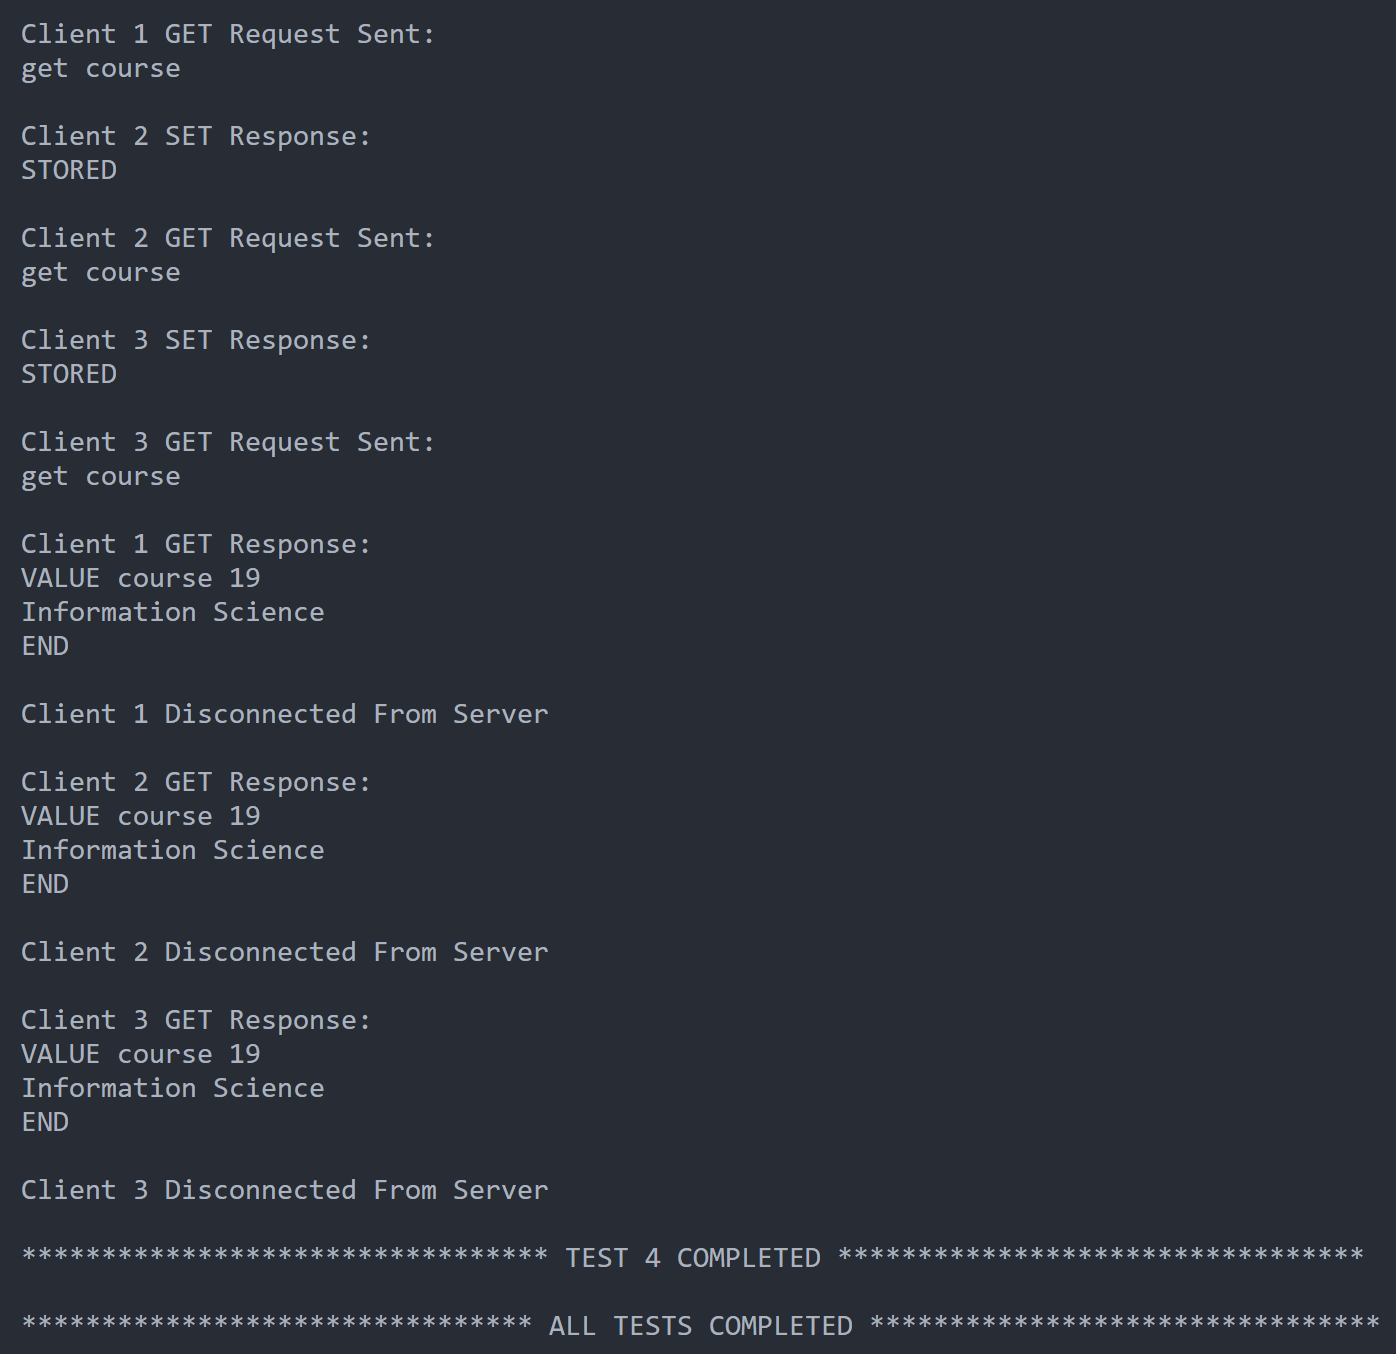 Client 1 GET Request Sent:
get course
Client 2 SET Response:
STORED
Client 2 GET Request Sent:
get course
Client 3 SET Response:
STORED
Client 3 GET Request Sent:
get course
Client 1 GET Response:
VALUE course 19
Information Science
END
Client 1 Disconnected From Server
Client 2 GET Response:
VALUE course 19
Information Science
END
Client 2 Disconnected From Server
Client 3 GET Response:
VALUE course 19
Information Science
END
Client 3 Disconnected From Server
********************************* TEST 4 COMPLETED *********************************
******************************** ALL TESTS COMPLETED ********************************